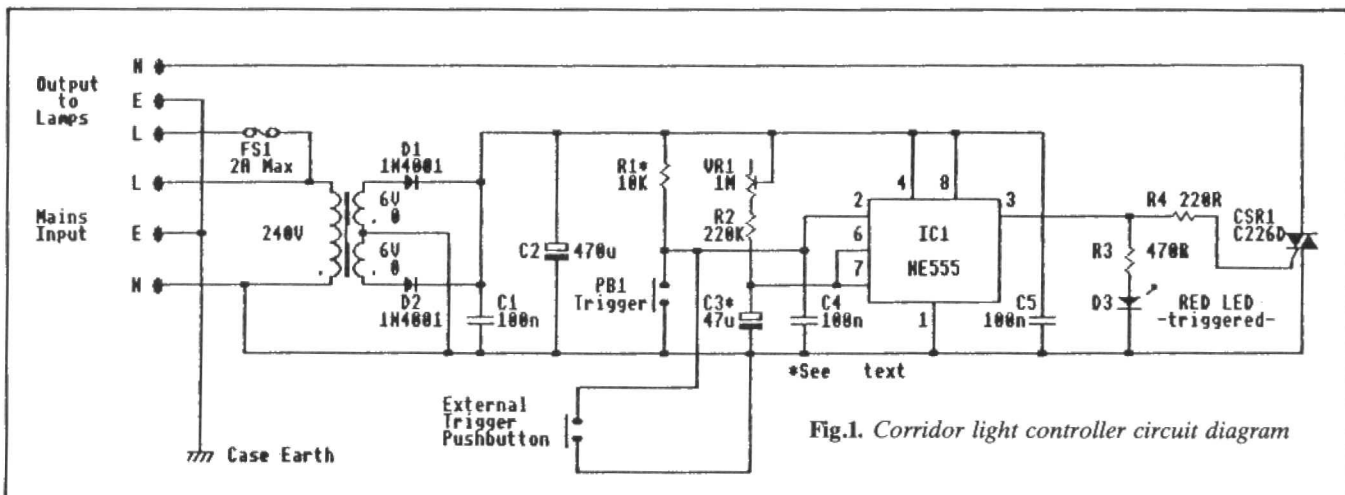 N
Output
to
Lamps
E
L
FS1
2A Max
L
Mains
Input
E
N
240V
D1
1N4001
6V
0
6V
0
D2
1N4001
C1
100n
C2
470u
R1*
10K
PB1
Trigger
VR1
1M
R2
220K
C3*
47u
C4
100n
2
6
7
4
8
3
1
IC1
NE555
C5
100n
R4 220R
R3
470R
D3
RED LED
-triggered-
CSR1
C226D
*See text
External
Trigger
Pushbutton
Case Earth
Fig.1. Corridor light controller circuit diagram